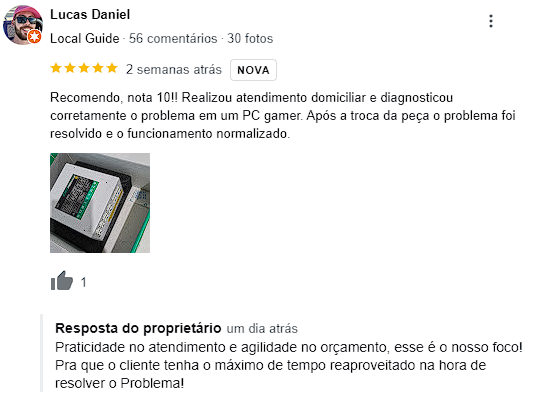 Lucas Daniel
Local Guide · 56 comentários · 30 fotos
2 semanas atrás NOVA
Recomendo, nota 10!! Realizou atendimento domiciliar e diagnosticou
corretamente o problema em um PC gamer. Após a troca da peça o problema foi
resolvido e o funcionamento normalizado.
1
Resposta do proprietário um dia atrás
Praticidade no atendimento e agilidade no orçamento, esse é o nosso foco!
Pra que o cliente tenha o máximo de tempo reaproveitado na hora de
resolver o Problema!